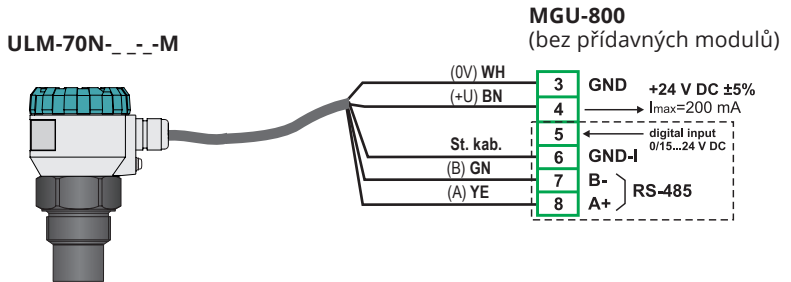 MGU-800
(bez přídavných modulů)
ULM-70N-_ _-_-M
(0V) WH 3 GND
+24 V DC ±5%
(+U) BN 4 Imax=200 mA
5 digital input
0/15...24 V DC
St. kab. 6 GND-I
(B) GN 7 B-
RS-485
(A) YE 8 A+